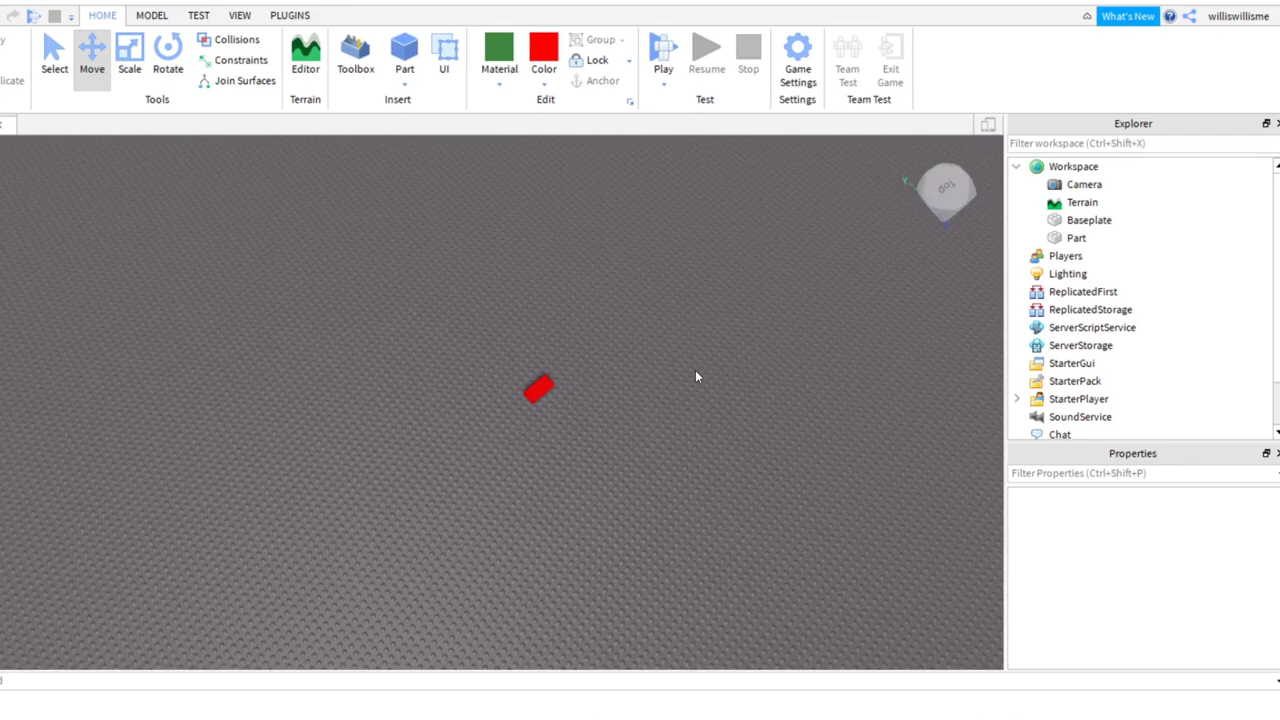 HOME MODEL TEST VIEW PLUGINS What's New williswillisme
Select Move Scale Rotate Collisions Constraints Join Surfaces Tools
Editor Terrain
Toolbox Part UI Insert
Material Color Group Lock Anchor Edit
Play Resume Stop Test
Game Settings Settings
Team Test Exit Game Team Test
licate
Explorer
Filter workspace (Ctrl+Shift+X)
Workspace
Camera
Terrain
Baseplate
Part
Players
Lighting
ReplicatedFirst
ReplicatedStorage
ServerScriptService
ServerStorage
StarterGui
StarterPack
StarterPlayer
SoundService
Chat
Properties
Filter Properties (Ctrl+Shift+P)
TOP
Y